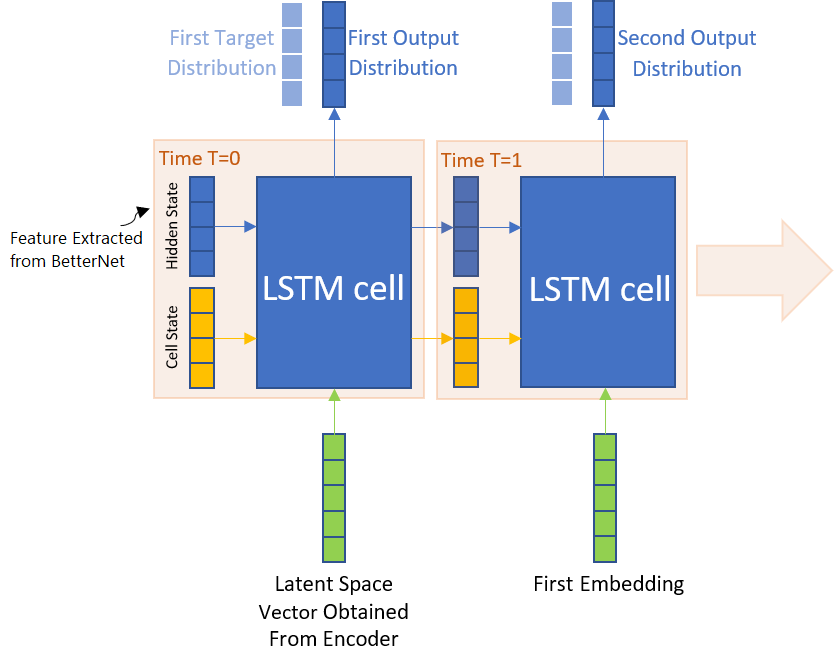 First Target
Distribution
First Output
Distribution
Second Output
Distribution
Time T=0
Time T=1
Hidden State
Feature Extracted
from BetterNet
LSTM cell
LSTM cell
Cell State
Latent Space
Vector Obtained
From Encoder
First Embedding